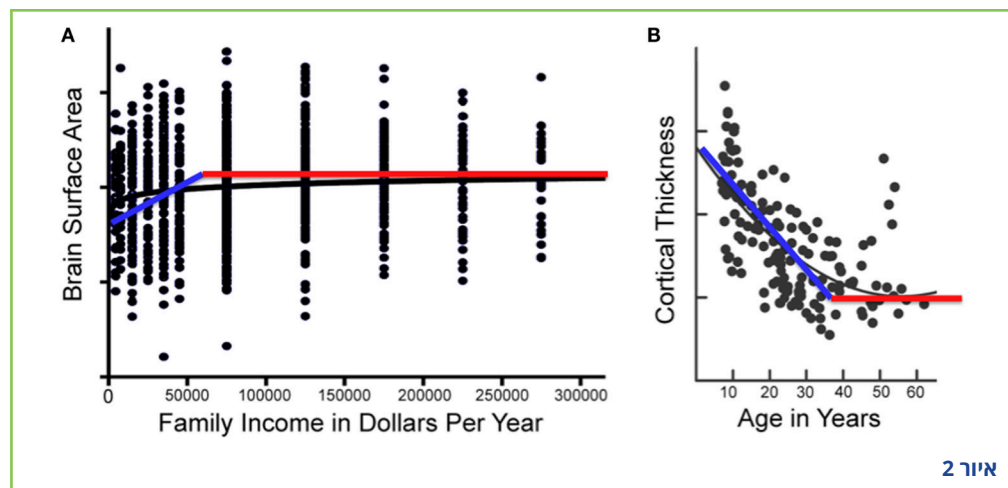 A
Brain Surface Area
0 50000 100000 150000 200000 250000 300000
Family Income in Dollars Per Year
B
Cortical Thickness
10 20 30 40 50 60
Age in Years
איור 2